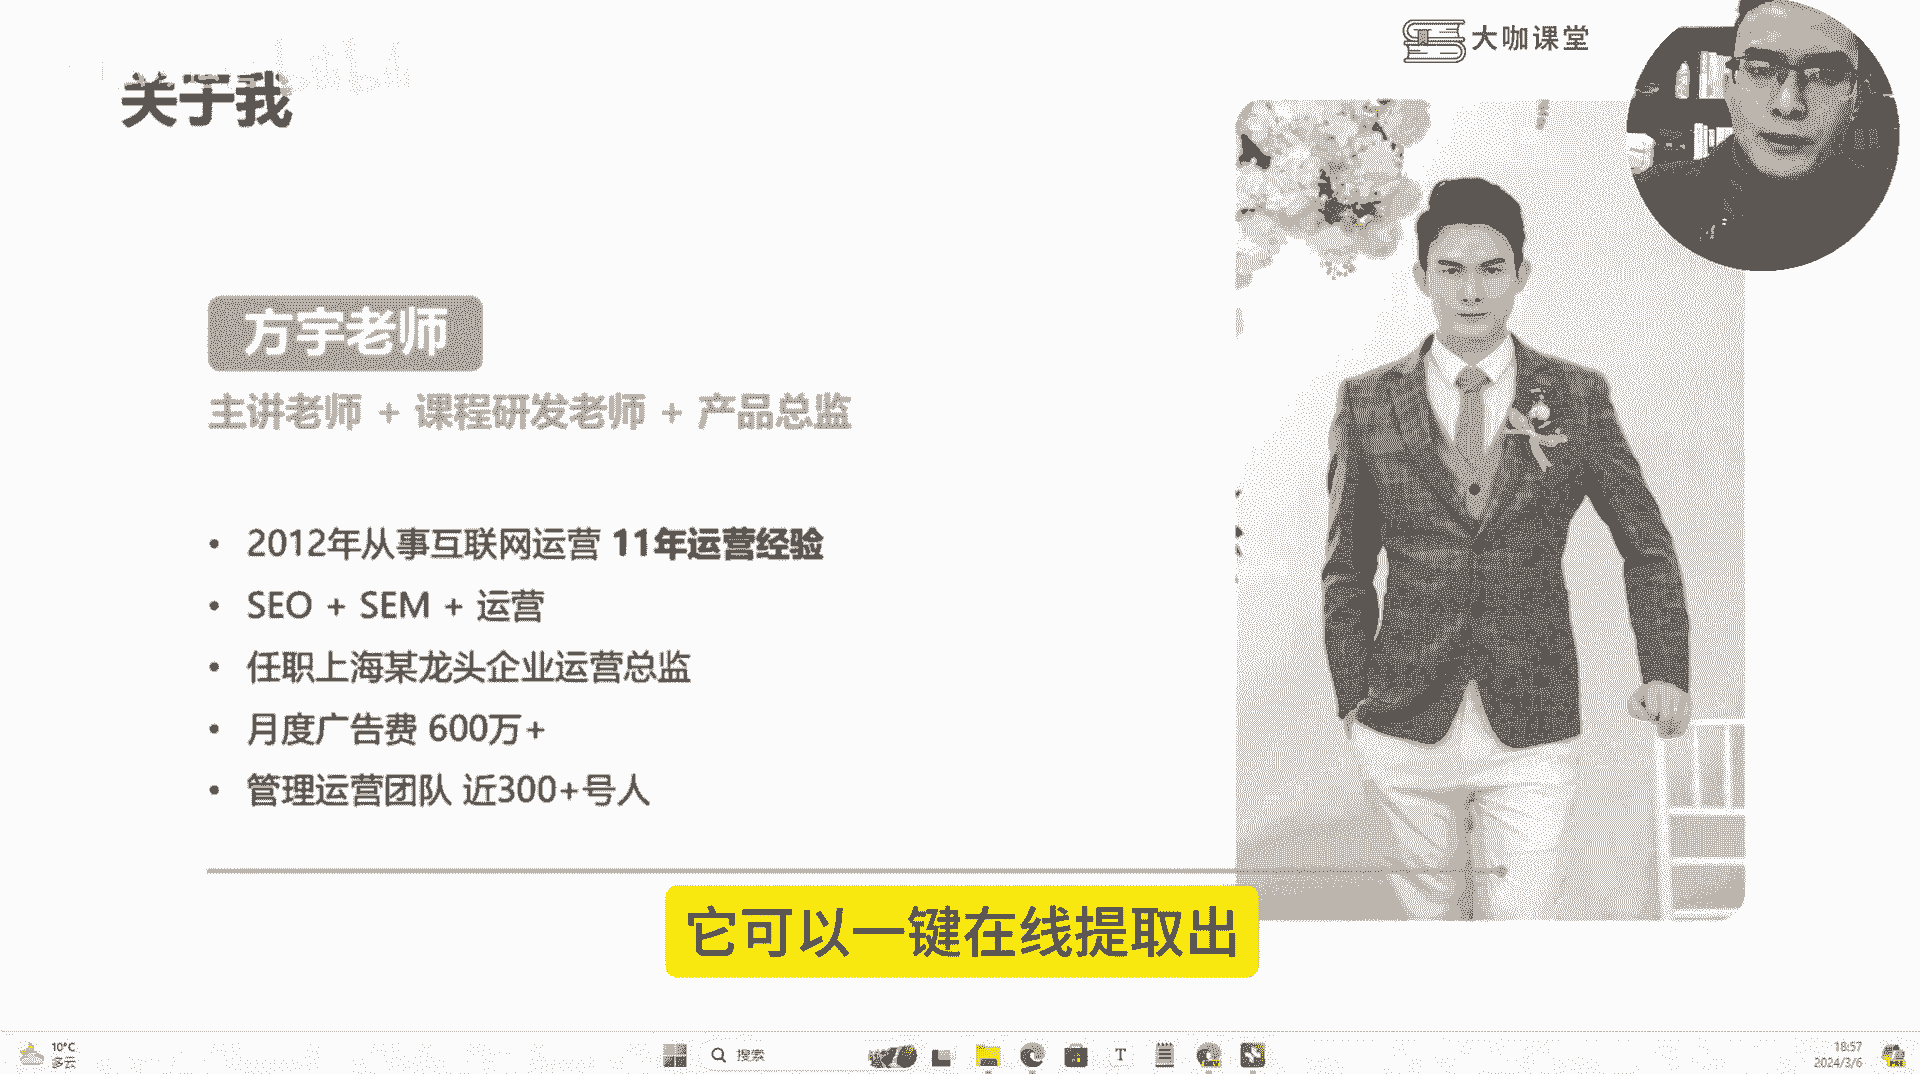 大咖课堂
关于我
方宇老师
主讲老师 + 课程研发老师 + 产品总监
• 2012年从事互联网运营 11年运营经验
• SEO + SEM + 运营
• 任职上海某龙头企业运营总监
• 月度广告费 600万+
• 管理运营团队 近300+号人
它可以一键在线提取出
10°C
多云
搜索
T
DEV
18:57
2024/3/6
PRE